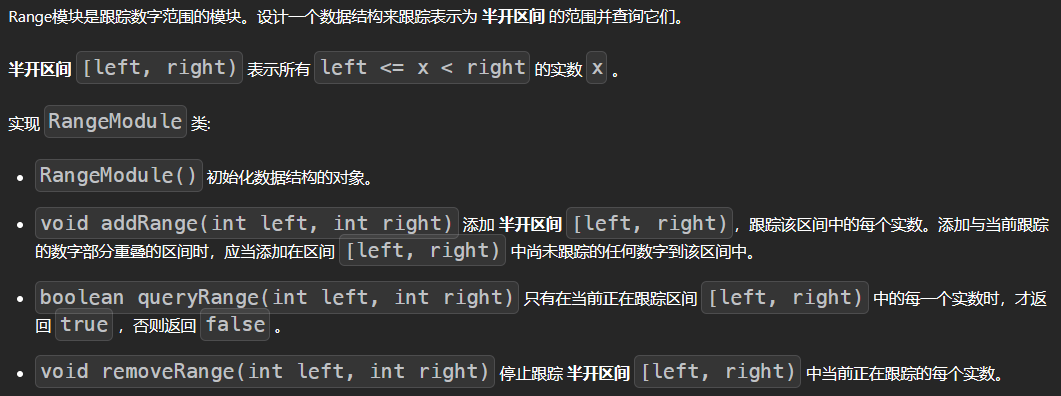 Range模块是跟踪数字范围的模块。设计一个数据结构来跟踪表示为 半开区间 的范围并查询它们。
半开区间 [left, right) 表示所有 left <= x < right 的实数 x 。
实现 RangeModule 类:
• RangeModule() 初始化数据结构的对象。
• void addRange(int left, int right) 添加 半开区间 [left, right)，跟踪该区间中的每个实数。添加与当前跟踪
的数字部分重叠的区间时，应当添加在区间 [left, right) 中尚未跟踪的任何数字到该区间中。
• boolean queryRange(int left, int right) 只有在当前正在跟踪区间 [left, right) 中的每一个实数时，才返
回 true ，否则返回 false 。
• void removeRange(int left, int right) 停止跟踪 半开区间 [left, right) 中当前正在跟踪的每个实数。